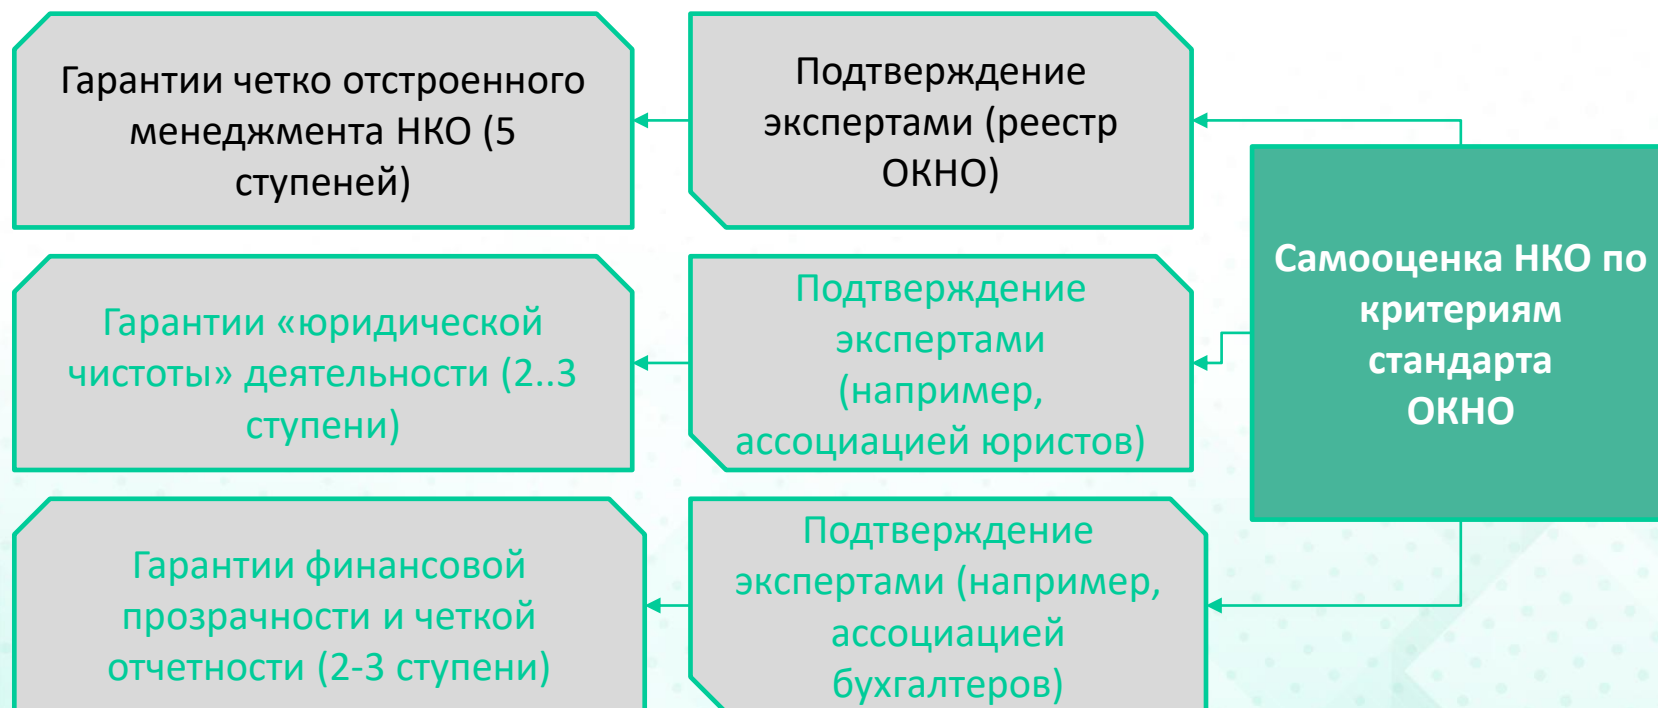 Гарантии четко отстроенного
менеджмента НКО (5
ступеней)
Подтверждение
экспертами (реестр
ОКНО)
Гарантии «юридической
чистоты» деятельности (2..3
ступени)
Подтверждение
экспертами
(например,
ассоциацией юристов)
Гарантии финансовой
прозрачности и четкой
отчетности (2-3 ступени)
Подтверждение
экспертами (например,
ассоциацией
бухгалтеров)
Самооценка НКО по
критериям
стандарта
ОКНО